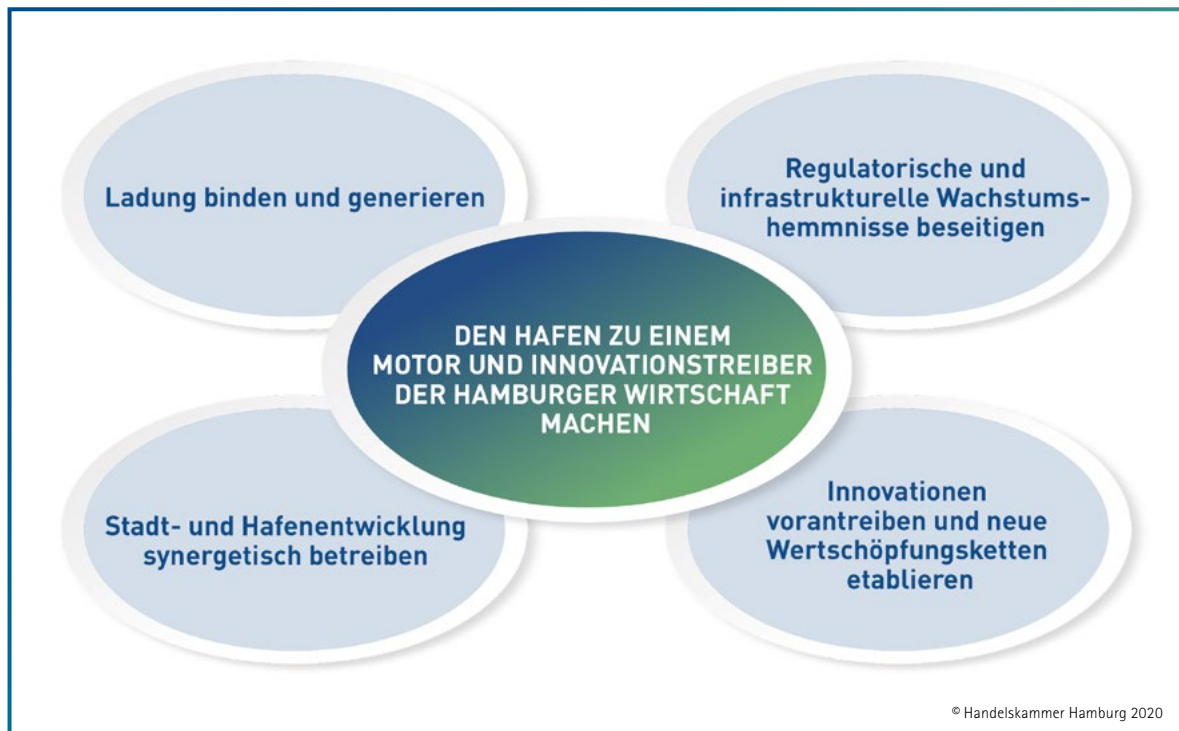 Ladung binden und generieren
Regulatorische und
infrastrukturelle Wachstums-
hemmnisse beseitigen
DEN HAFEN ZU EINEM
MOTOR UND INNOVATIONSTREIBER
DER HAMBURGER WIRTSCHAFT
MACHEN
Stadt- und Hafenentwicklung
synergetisch betreiben
Innovationen
vorantreiben und neue
Wertschöpfungsketten
etablieren
© Handelskammer Hamburg 2020